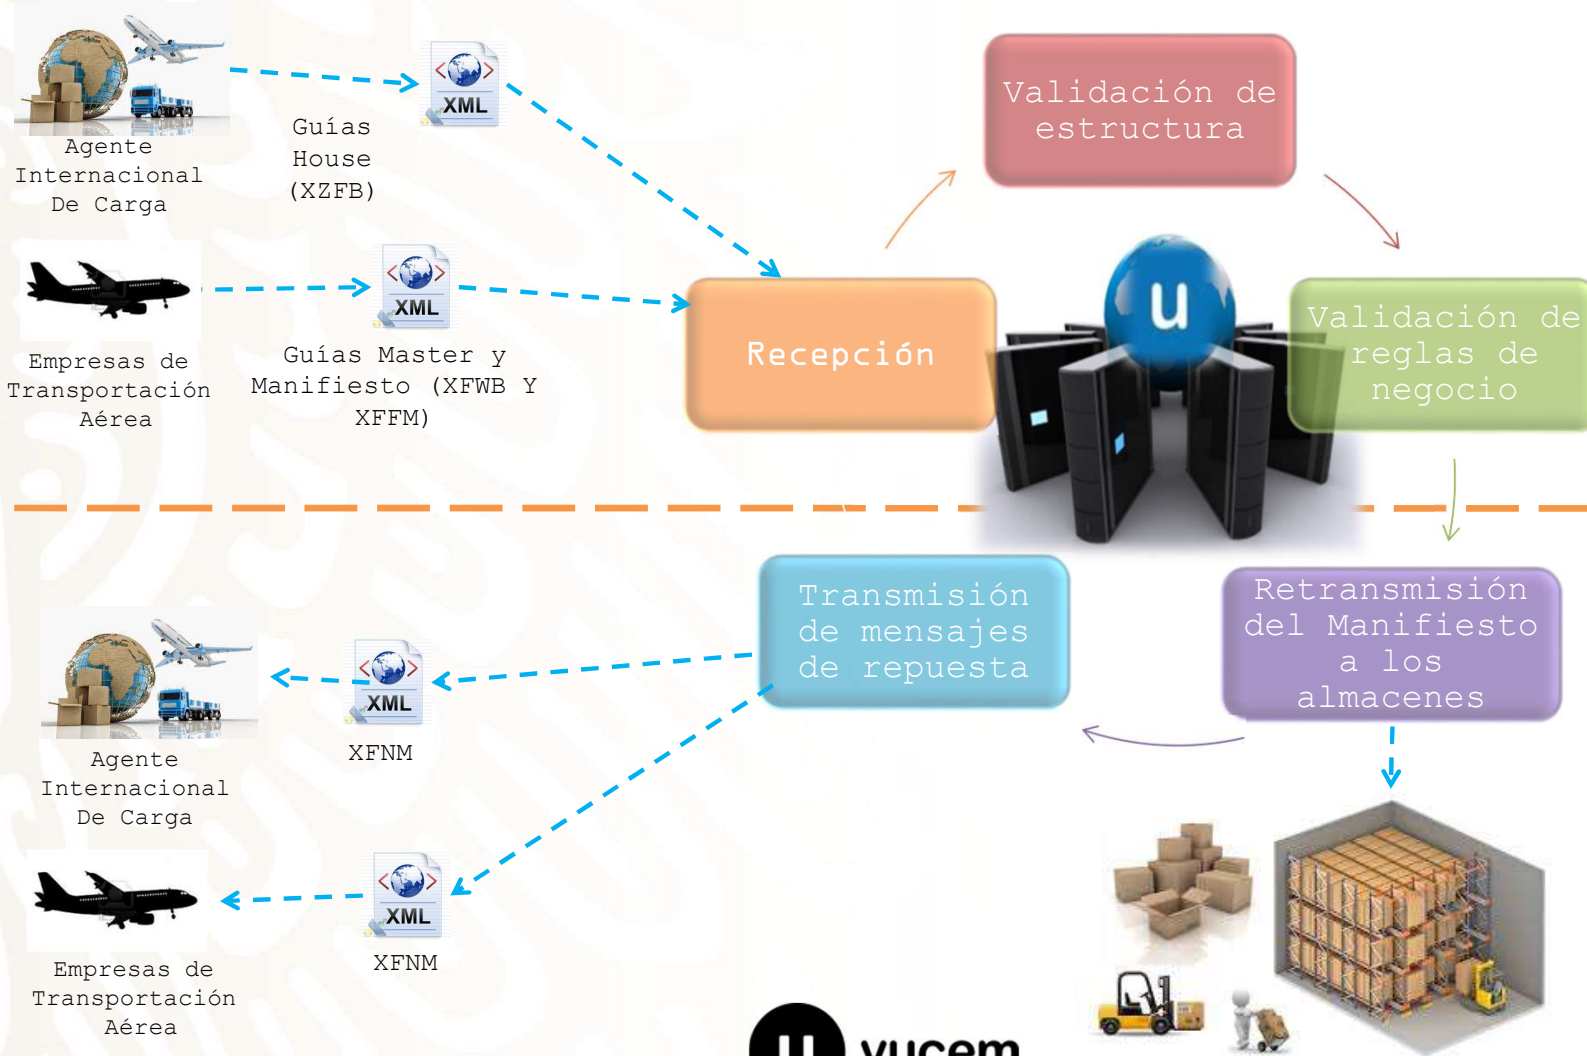 XML
Agente
Internacional
De Carga
Guías
House
(XZFB)
Validación de
estructura
XML
Empresas de
Transportación
Aérea
Guías Master y
Manifiesto (XFWB Y
XFFM)
Recepción
u
Validación de
reglas de
negocio
Transmisión
de mensajes
de repuesta
Retransmisión
del Manifiesto
a los
almacenes
XML
XFNM
Agente
Internacional
De Carga
XML
XFNM
Empresas de
Transportación
Aérea
u vucem